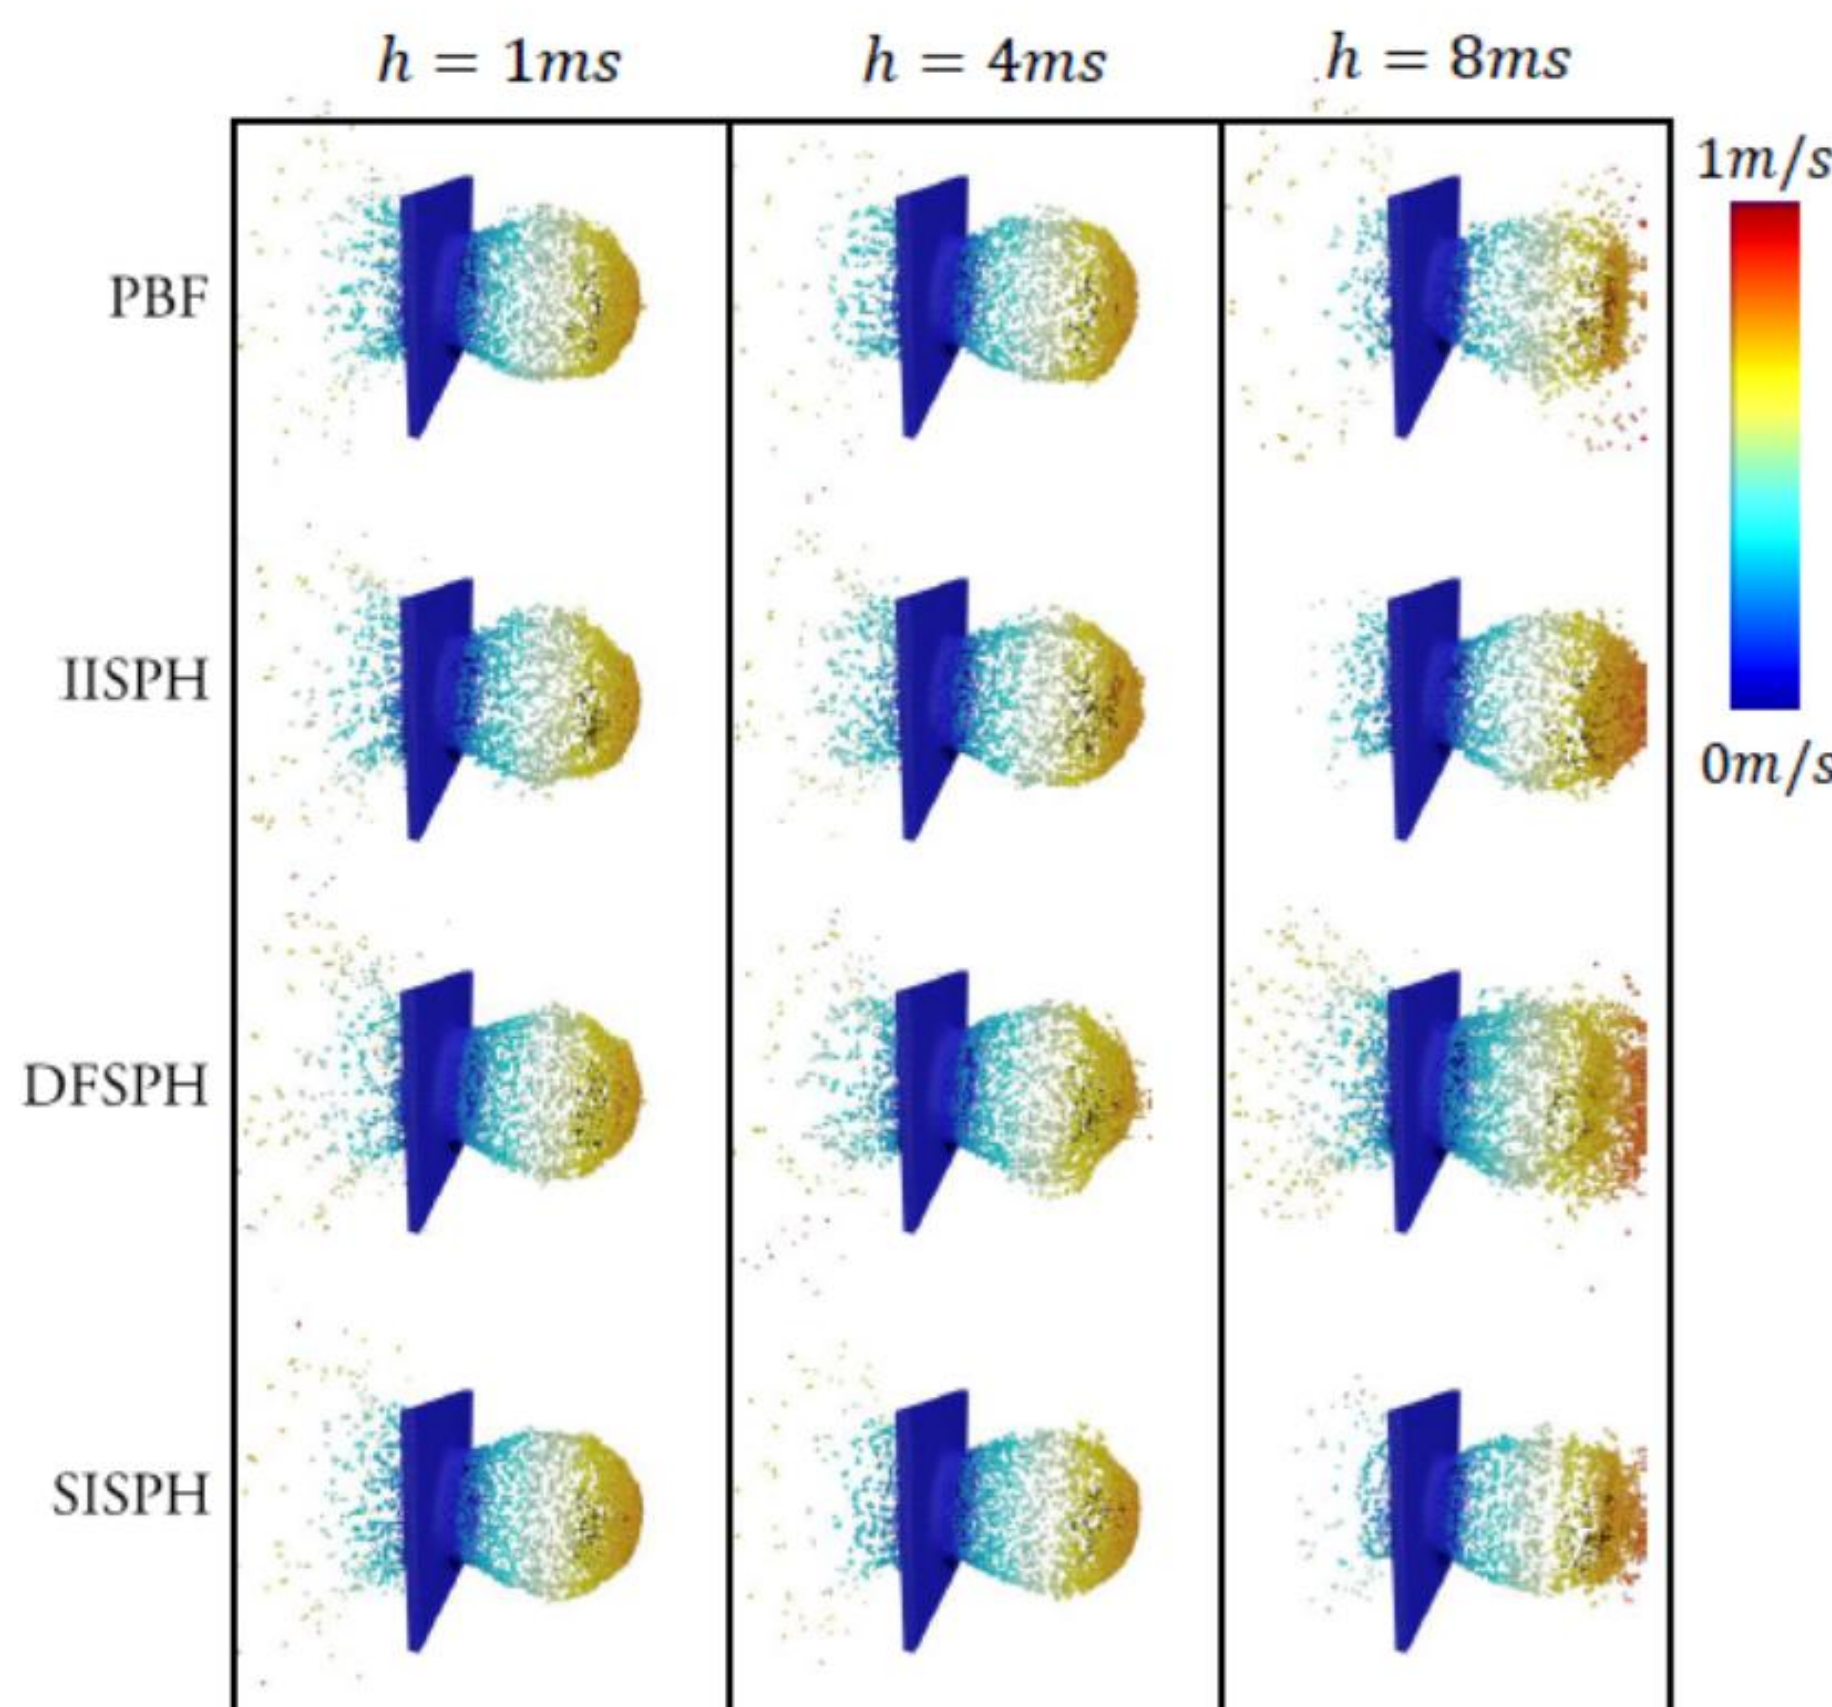 h = 1ms
h = 4ms
h = 8ms
1m/s
PBF
IISPH
0m/s
DFSPH
SISPH